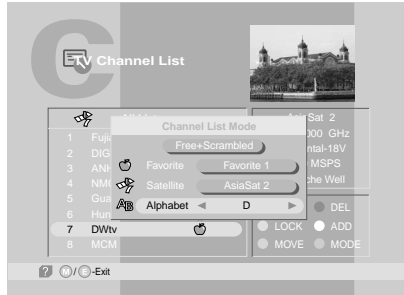 TV Channel List
AsiaSat 2
Channel List Mode
Free+Scrambled
Favorite Favorite 1
Satellite AsiaSat 2
Alphabet D
1 Fuji
2 DIG
3
4 NM
5 Gua
6 Hun
7 DWtv
8 MCM
000 GHz
ntal-18V
MSPS
che Well
DEL
LOCK ADD
MOVE MODE
M/E-Exit